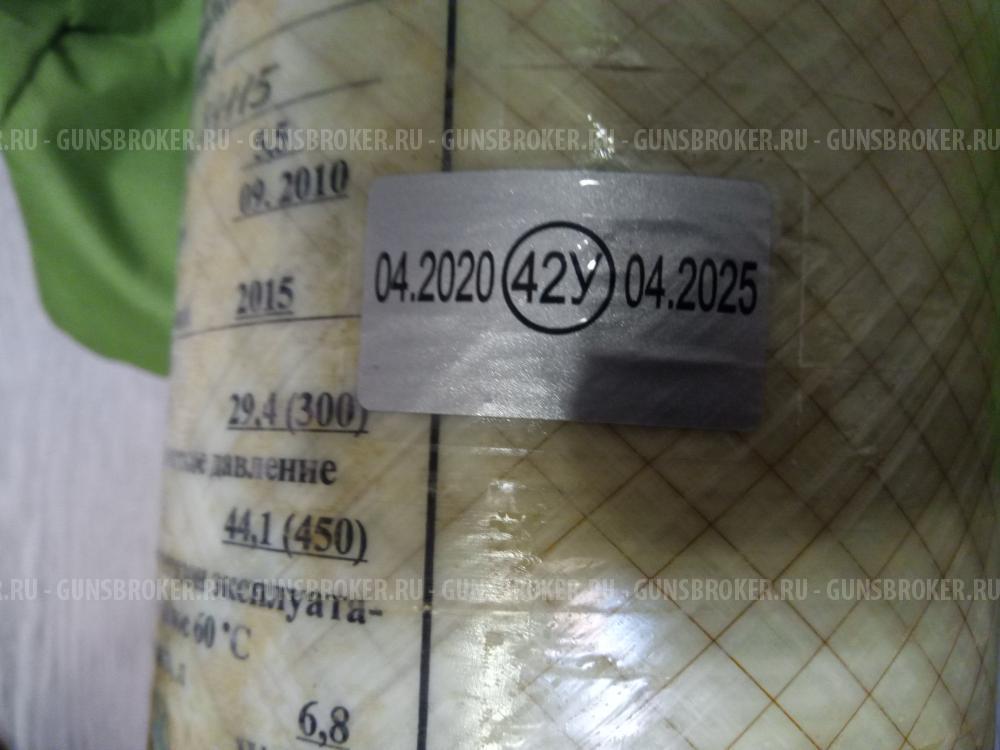 115
GUNSBROKER.RU - GUNSBROKER.RU - GUNSBROKER.RU - GUNSBROKER.RU - GUNSBROKER.RU
09. 2010
04.2020 42У 04.2025
2015
29,4 (300)
давление
44,1 (450)
GUNSBROKER.RU - GUNSBROKER.RU - GUNSBROKER.RU - GUNSBROKER.RU - GUNSBROKER.RU
эксплуата-
60 °С
6,8